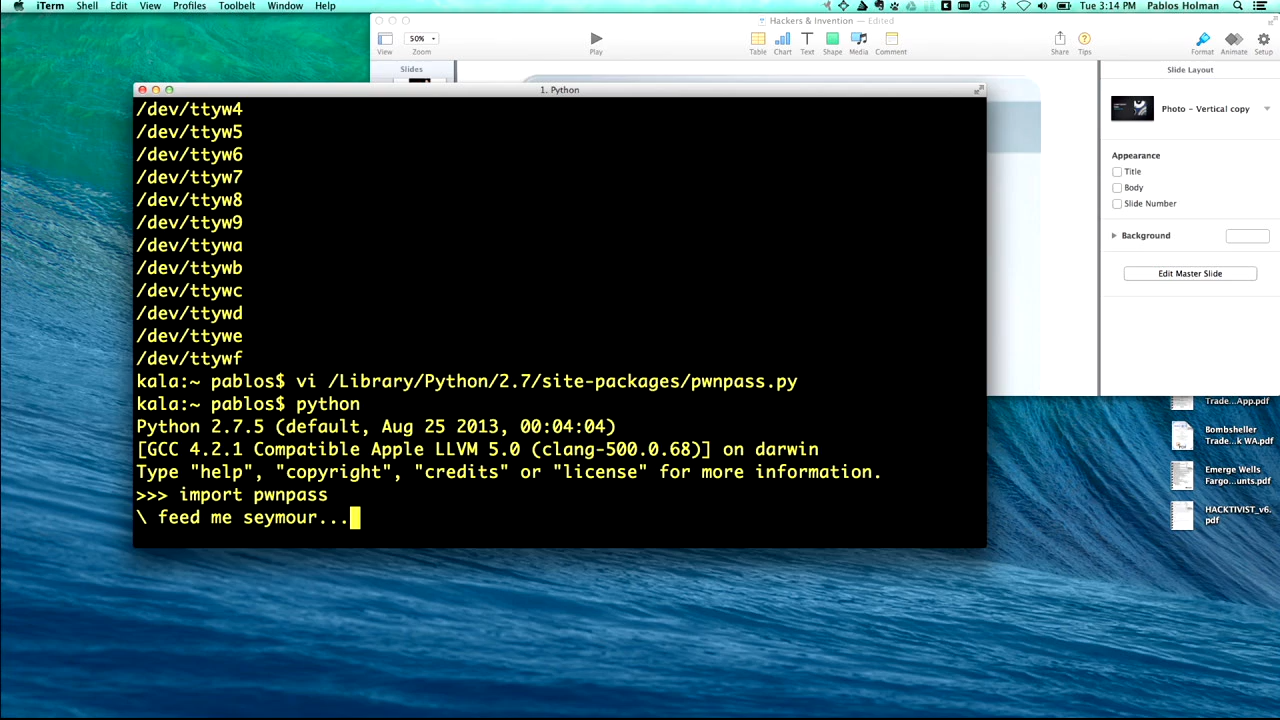 iTerm Shell Edit View Profiles Toolbelt Window Help
Tue 3:14 PM Pablos Holman
Hackers & Invention — Edited
50%
View Zoom Play Table Chart Text Shape Media Comment Share Tips Format Animate Setup
Slides
Slide Layout
1. Python
/dev/ttyw4
/dev/ttyw5
/dev/ttyw6
/dev/ttyw7
/dev/ttyw8
/dev/ttyw9
/dev/ttywa
/dev/ttywb
/dev/ttywc
/dev/ttywd
/dev/ttywe
/dev/ttywf
kala:~ pablos$ vi /Library/Python/2.7/site-packages/pwnpass.py
kala:~ pablos$ python
Python 2.7.5 (default, Aug 25 2013, 00:04:04)
[GCC 4.2.1 Compatible Apple LLVM 5.0 (clang-500.0.68)] on darwin
Type "help", "copyright", "credits" or "license" for more information.
>>> import pwnpass
\ feed me seymour...
Photo - Vertical copy
Appearance
Title
Body
Slide Number
Background
Edit Master Slide
Trade...App.pdf
Bombsheller
Trade...k WA.pdf
Emerge Wells
Fargo...unts.pdf
HACKTIVIST_v6.
pdf